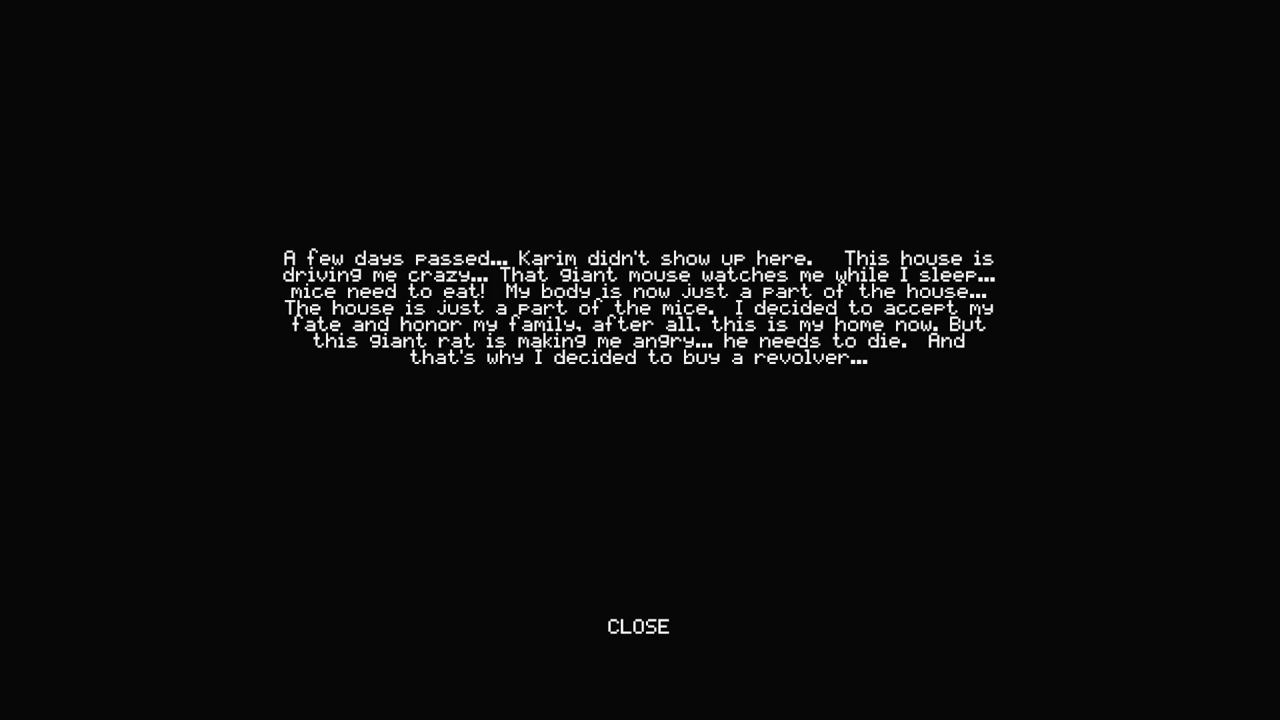 A few days passed... Karim didn't show up here.   This house is
driving me crazy... That giant mouse watches me while I sleep...
mice need to eat!  My body is now just a part of the house...
The house is just a part of the mice.  I decided to accept my
fate and honor my family, after all, this is my home now. But
this giant rat is making me angry... he needs to die.  And
that's why I decided to buy a revolver...
CLOSE